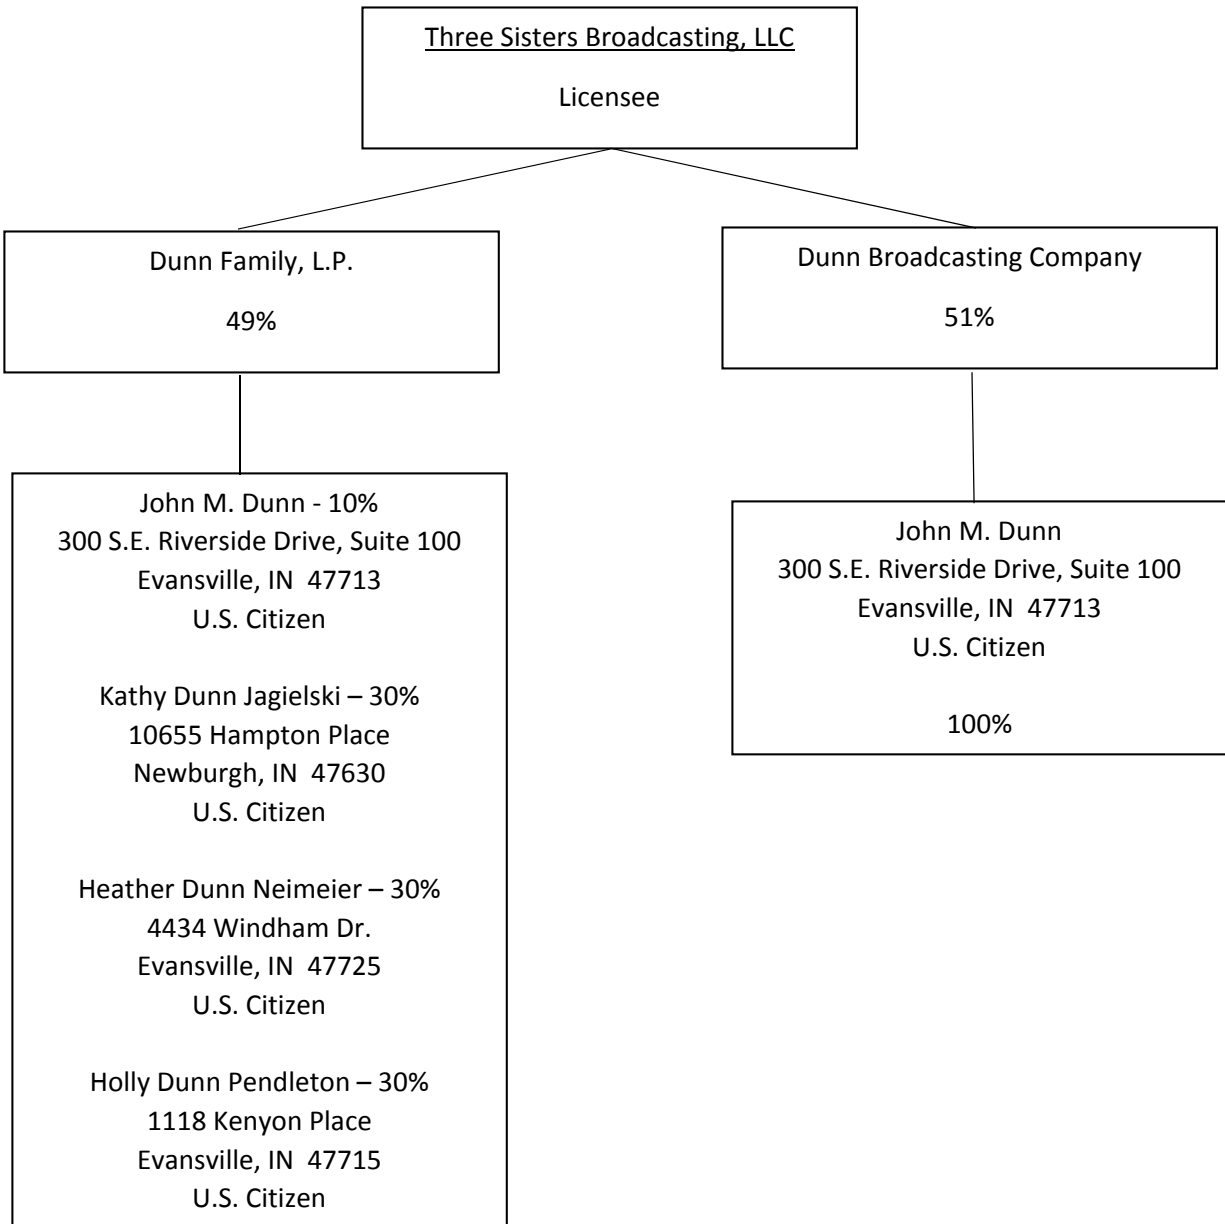 Three Sisters Broadcasting, LLC
Licensee
Dunn Family, L.P.
49%
Dunn Broadcasting Company
51%
John M. Dunn - 10%
300 S.E. Riverside Drive, Suite 100
Evansville, IN  47713
U.S. Citizen
Kathy Dunn Jagielski – 30%
10655 Hampton Place
Newburgh, IN  47630
U.S. Citizen
Heather Dunn Neimeier – 30%
4434 Windham Dr.
Evansville, IN  47725
U.S. Citizen
Holly Dunn Pendleton – 30%
1118 Kenyon Place
Evansville, IN  47715
U.S. Citizen
John M. Dunn
300 S.E. Riverside Drive, Suite 100
Evansville, IN  47713
U.S. Citizen
100%